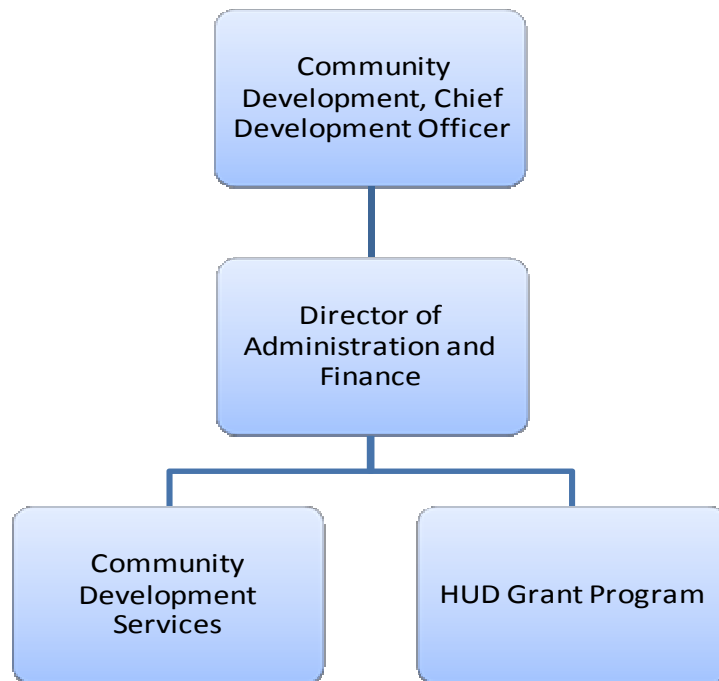 Community
Development, Chief
Development Officer
Director of
Administration and
Finance
Community
Development
Services
HUD Grant Program